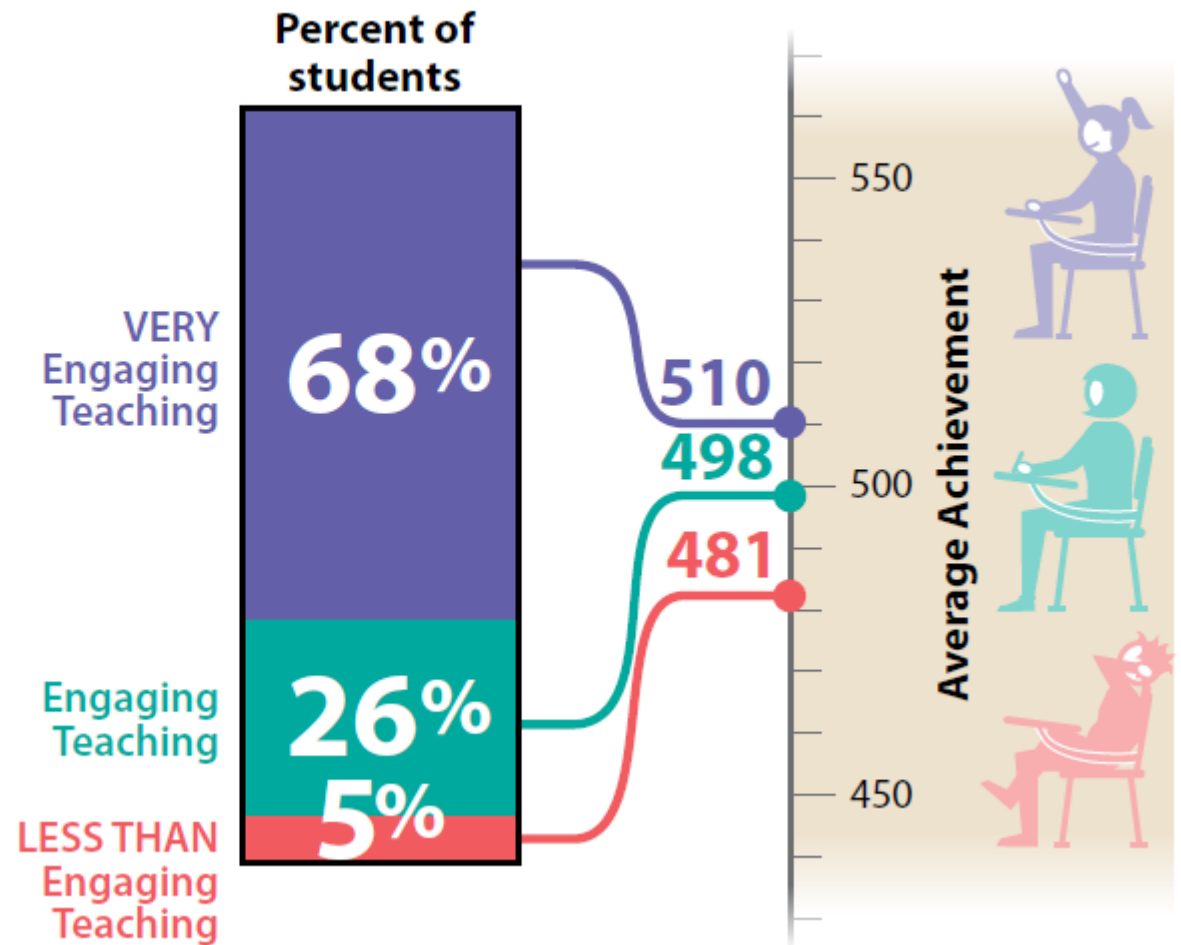 Percent of
students
VERY
Engaging
Teaching
68%
Engaging
Teaching
26%
LESS THAN
Engaging
Teaching
5%
510
498
481
550
500
450
Average Achievement